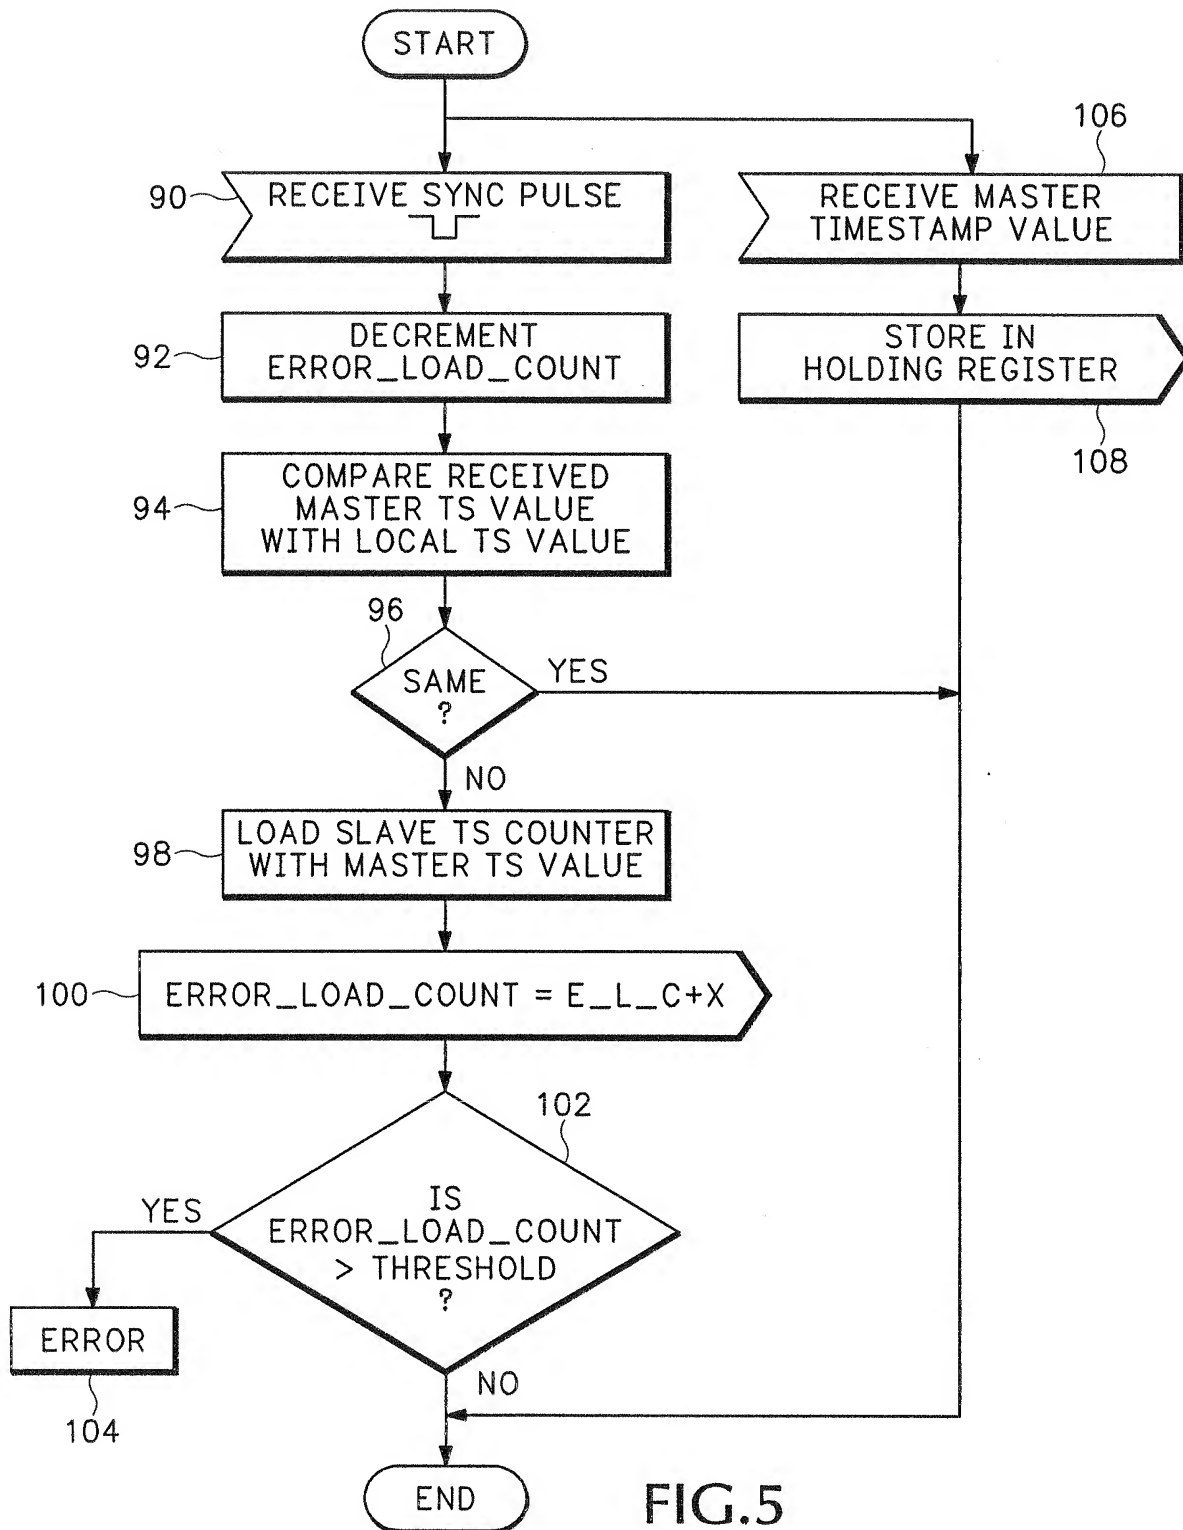 START
106
90
RECEIVE SYNC PULSE
RECEIVE MASTER
TIMESTAMP VALUE
92
DECREMENT
ERROR_LOAD_COUNT
STORE IN
HOLDING REGISTER
108
94
COMPARE RECEIVED
MASTER TS VALUE
WITH LOCAL TS VALUE
96
SAME
?
YES
NO
98
LOAD SLAVE TS COUNTER
WITH MASTER TS VALUE
100
ERROR_LOAD_COUNT = E_L_C+X
102
YES
IS
ERROR_LOAD_COUNT
> THRESHOLD
?
ERROR
104
NO
END
FIG.5